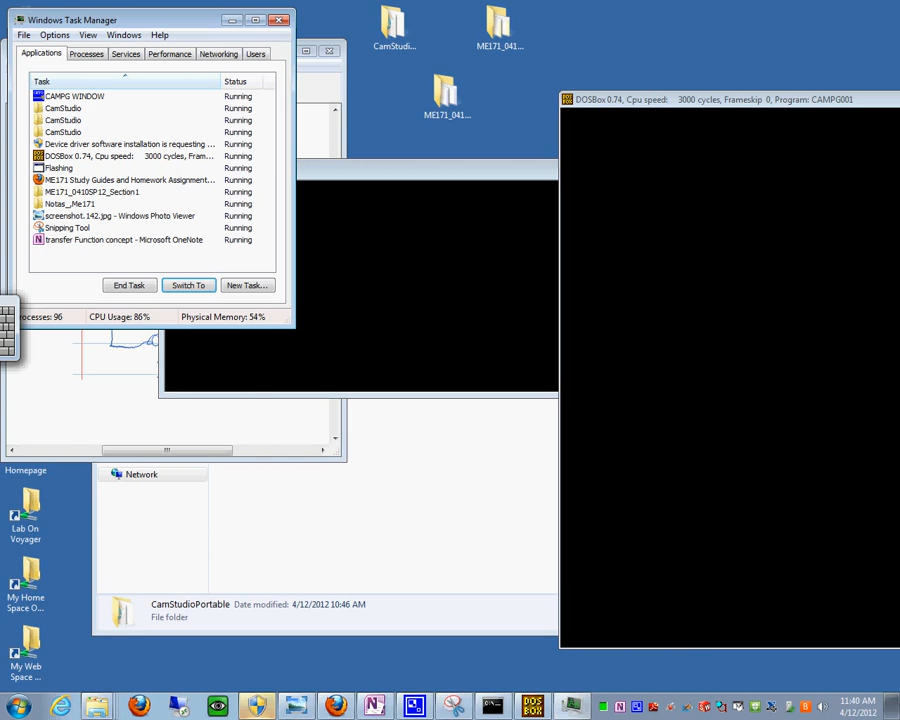 Windows Task Manager
File Options View Windows Help
Applications Processes Services Performance Networking Users
Task Status
CAMPG WINDOW Running
CamStudio Running
CamStudio Running
CamStudio Running
Device driver software installation is requesting ... Running
DOSBox 0.74, Cpu speed: 3000 cycles, Fram... Running
Flashing Running
ME171 Study Guides and Homework Assignment... Running
ME171_0410SP12_Section1 Running
Notas_,Me171 Running
screenshot.142.jpg - Windows Photo Viewer Running
Snipping Tool Running
transfer Function concept - Microsoft OneNote Running
End Task Switch To New Task...
ocesses: 96 CPU Usage: 86% Physical Memory: 54%
CamStudi...
ME171_041...
ME171_041...
DOSBox 0.74, Cpu speed: 3000 cycles, Frameskip 0, Program: CAMPG001
Homepage
Lab On
Voyager
My Home
Space O...
My Web
Space ...
Network
CamStudioPortable Date modified: 4/12/2012 10:46 AM
File folder
DOS
BOX
11:40 AM
4/12/2012